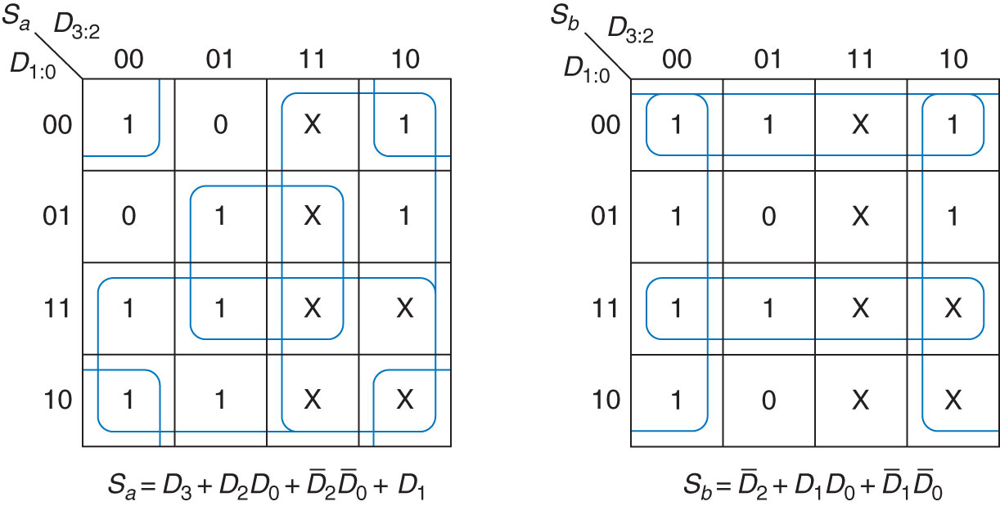 Sa D3:2 Sb D3:2
D1:0 00 01 11 10 D1:0 00 01 11 10
00 1 0 X 1 00 1 1 X 1
01 0 1 X 1 01 1 0 X 1
11 1 1 X X 11 1 1 X X
10 1 1 X X 10 1 0 X X
Sa = D3 + D2D0 + D̅2D̅0 + D1 Sb = D̅2 + D1D0 + D̅1D̅0